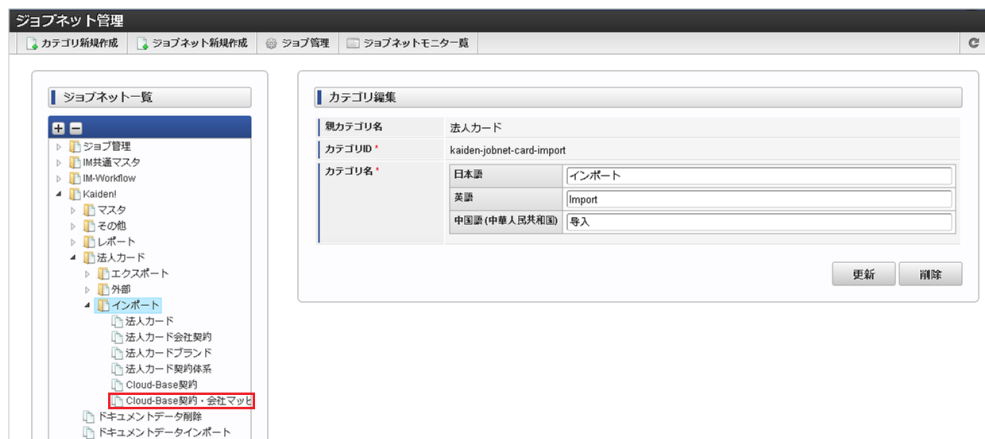 ジョブネット管理
カテゴリ新規作成 ジョブネット新規作成 ジョブ管理 ジョブネットモニター覧
ジョブネット一覧
ジョブ管理
IM共通マスタ
IM-Workflow
Kaiden!
マスタ
その他
レポート
法人カード
エクスポート
外部
インポート
法人カード
法人カード会社契約
法人カードブランド
法人カード契約体系
Cloud-Base契約
Cloud-Base契約・会社マッピ
ドキュメントデータ削除
ドキュメントデータインポート
カテゴリ編集
親カテゴリ名 法人カード
カテゴリID * kaiden-jobnet-card-import
カテゴリ名 *
日本語 インポート
英語 Import
中国語 (中華人民共和国) 导入
更新 削除